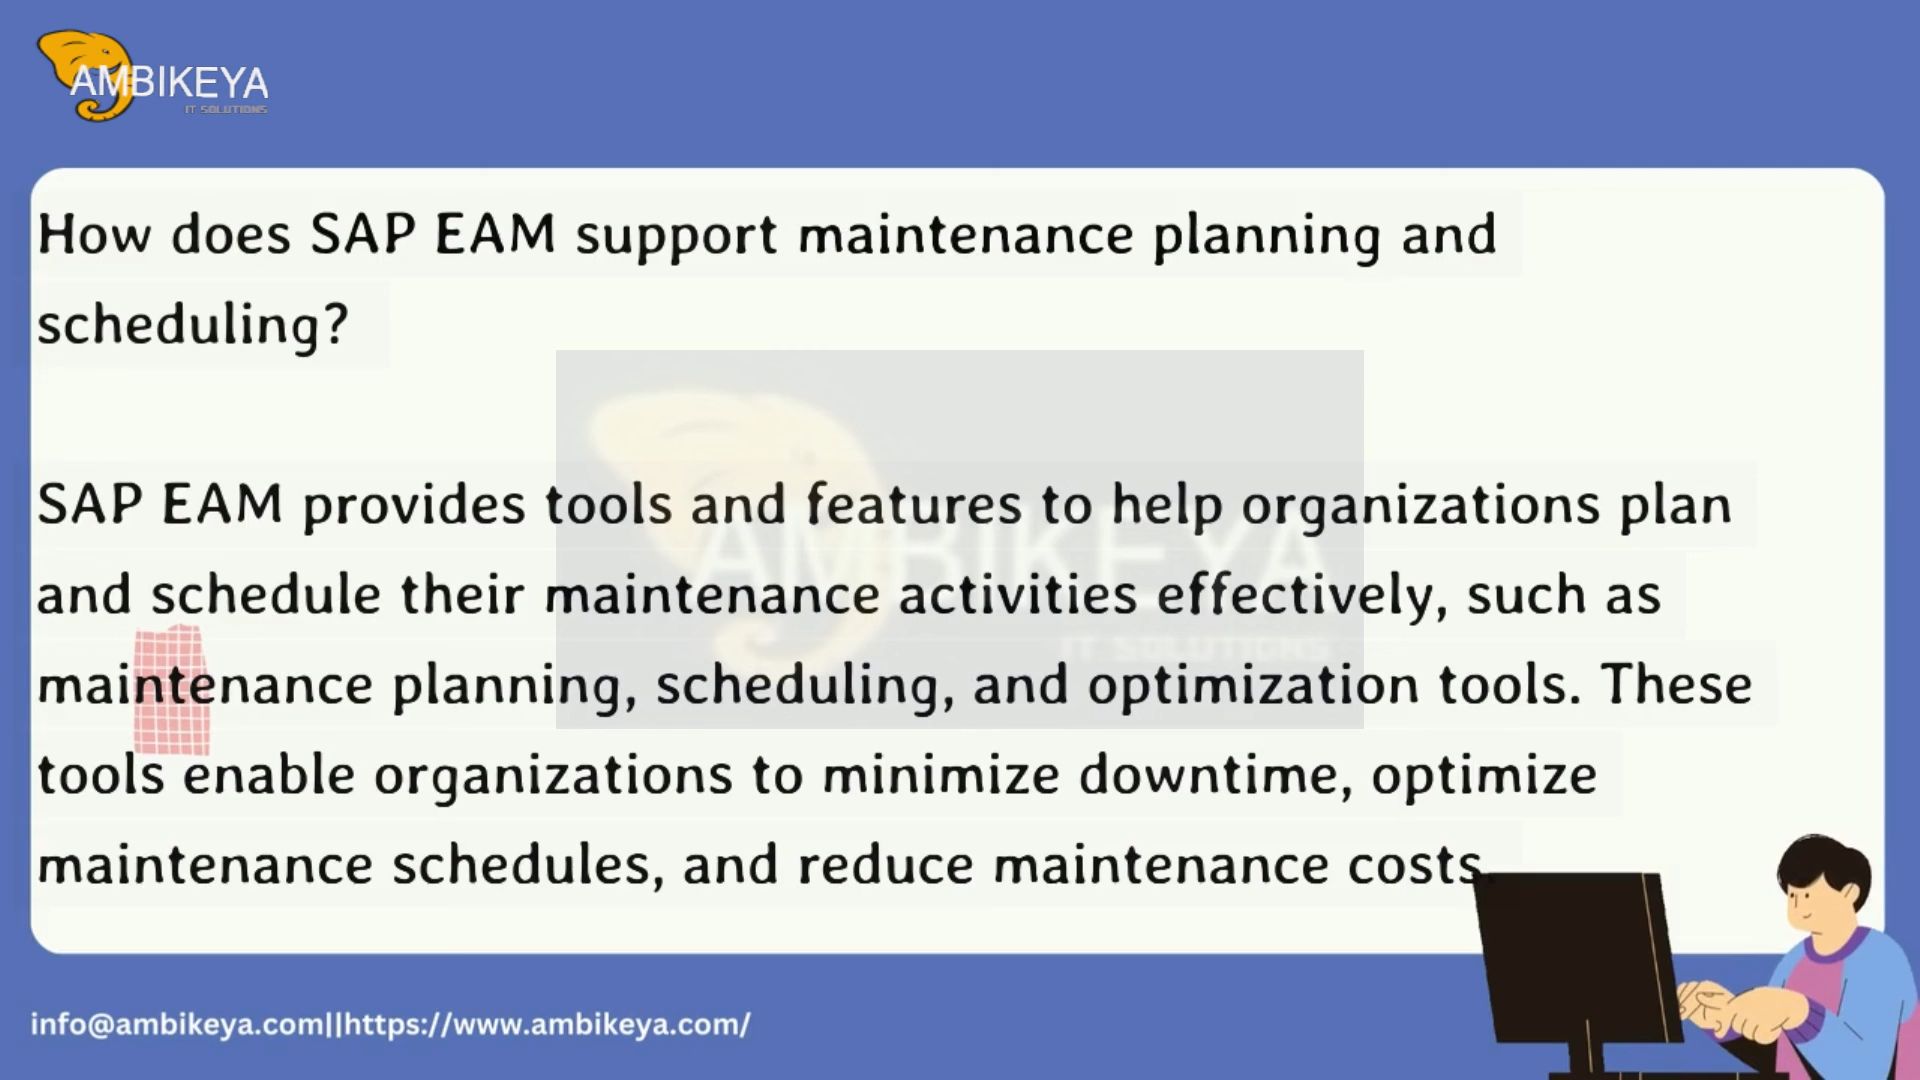 AMBIKEYA
IT SOLUTIONS
How does SAP EAM support maintenance planning and
scheduling?
SAP EAM provides tools and features to help organizations plan
and schedule their maintenance activities effectively, such as
maintenance planning, scheduling, and optimization tools. These
tools enable organizations to minimize downtime, optimize
maintenance schedules, and reduce maintenance costs.
AMBIKEYA
IT SOLUTIONS
info@ambikeya.com||https://www.ambikeya.com/